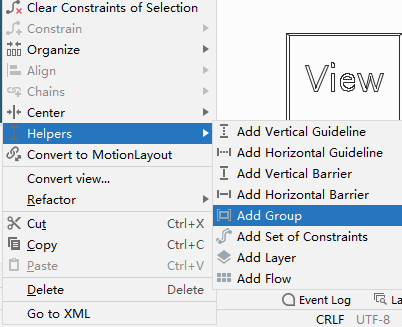 Clear Constraints of Selection
Constrain
Organize
Align
Chains
Center
Helpers
Convert to MotionLayout
Convert view...
Refactor
Cut Ctrl+X
Copy Ctrl+C
Paste Ctrl+V
Delete Delete
Go to XML
View
Add Vertical Guideline
Add Horizontal Guideline
Add Vertical Barrier
Add Horizontal Barrier
Add Group
Add Set of Constraints
Add Layer
Add Flow
Event Log La
CRLF UTF-8